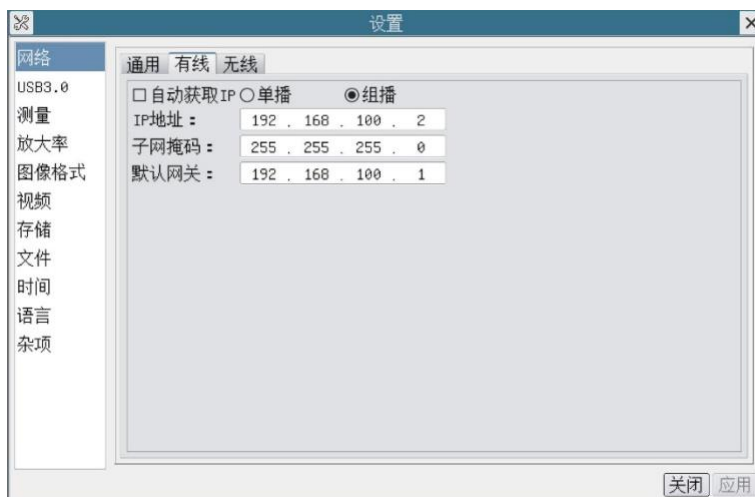 设置
网络
USB3.0
测量
放大率
图像格式
视频
存储
文件
时间
语言
杂项
通用 有线 无线
自动获取IP 单播 组播
IP地址： 192 . 168 . 100 . 2
子网掩码： 255 . 255 . 255 . 0
默认网关： 192 . 168 . 100 . 1
关闭 应用